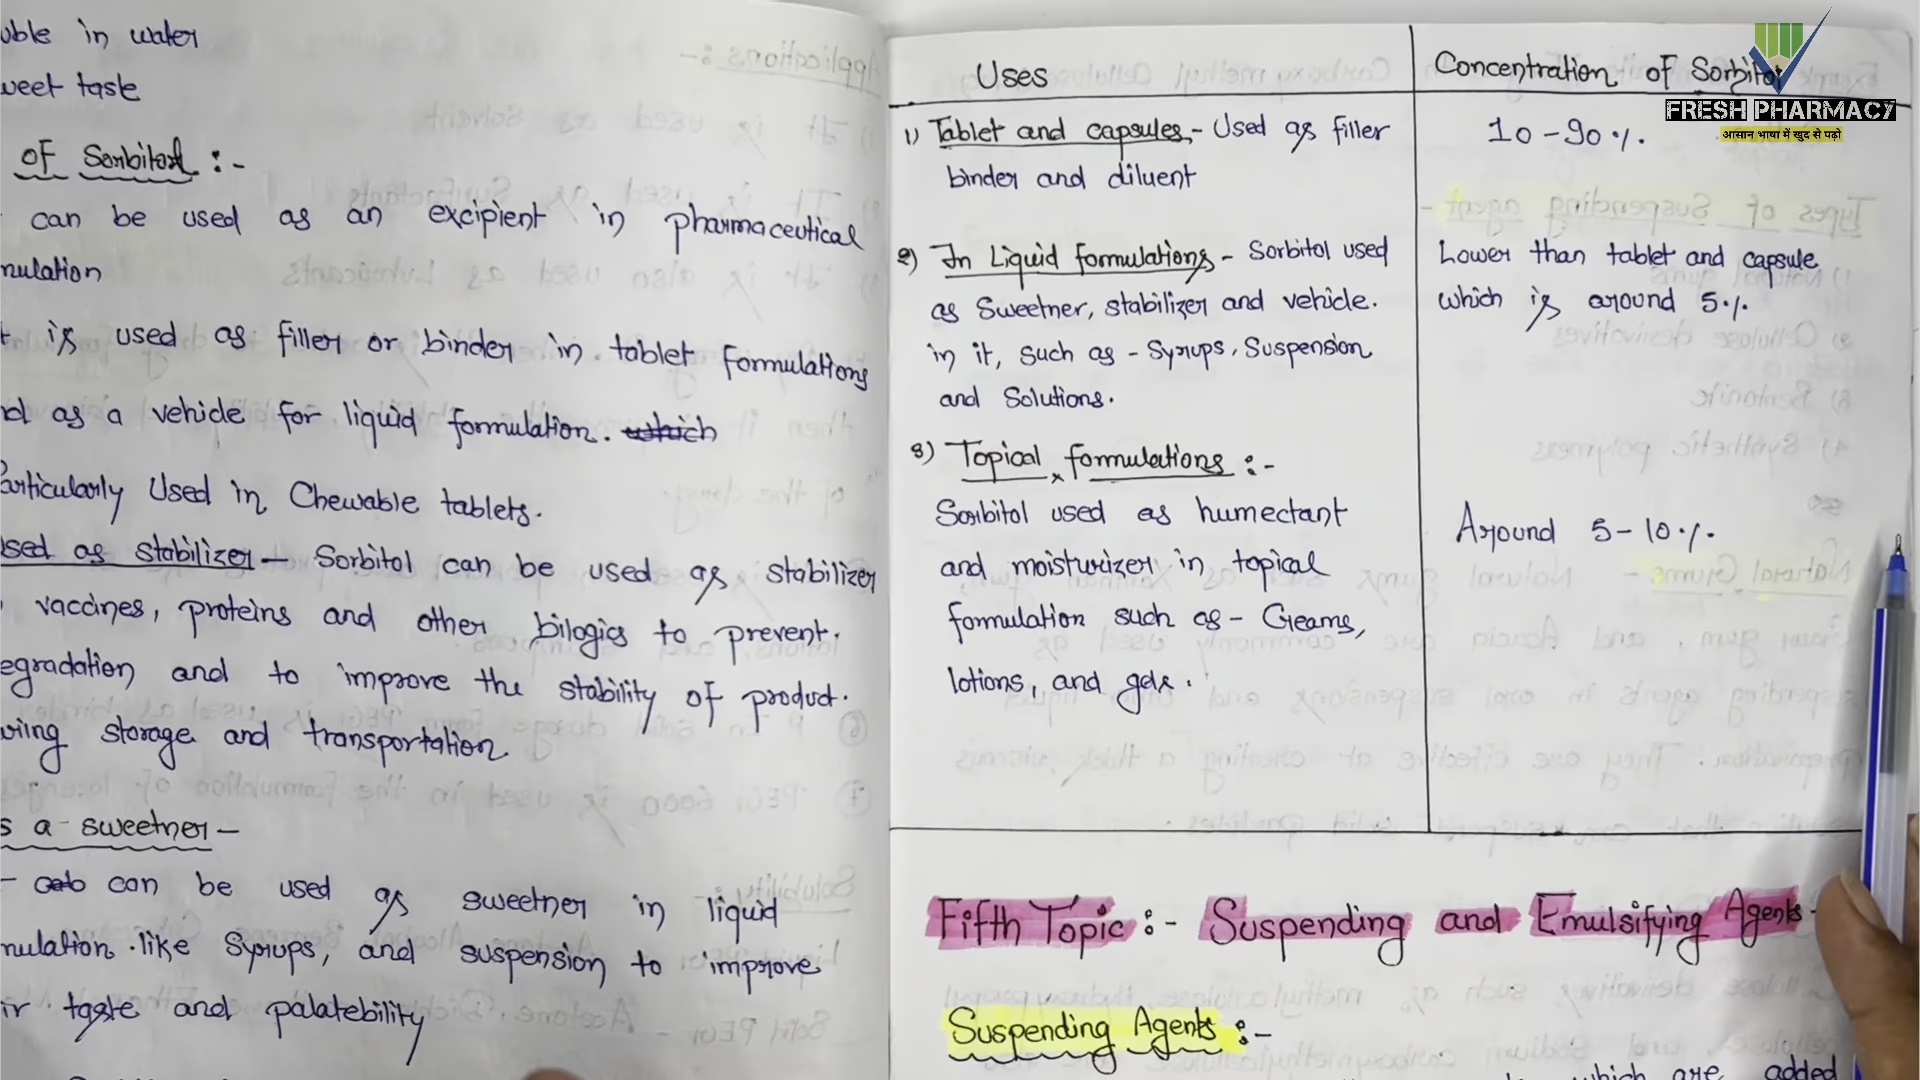 uble in water
weet taste
of Sorbitol :-
can be used as an excipient in pharmaceutical
mulation
is used as filler or binder in tablet formulations
as a vehicle for liquid formulation. which
Particularly Used in Chewable tablets.
used as stabilizer - Sorbitol can be used as stabilizer
vaccines, proteins and other bilogics to prevent.
egradation and to improve the stability of product.
uring storage and transportation
s a sweetner -
- can be used as sweetner in liquid
mulation. like Syrups, and suspension to improve
ir taste and palatebility
Uses
Concentration of Sorbitol
1) Tablet and capsules - Used as filler
binder and diluent
10-90%.
2) In Liquid formulations - Sorbitol used
as Sweetner, stabilizer and vehicle.
in it, such as - Syrups, Suspension
and Solutions.
Lower than tablet and capsule
which is around 5%.
3) Topical formulations :-
Sorbitol used as humectant
and moisturizer in topical
formulation such as - Creams,
lotions, and gels.
Around 5-10%.
Fifth Topic :- Suspending and Emulsifying Agents.
Suspending Agents :-
which are added
FRESH PHARMACY
आसान भाषा में खुद से पढ़ो